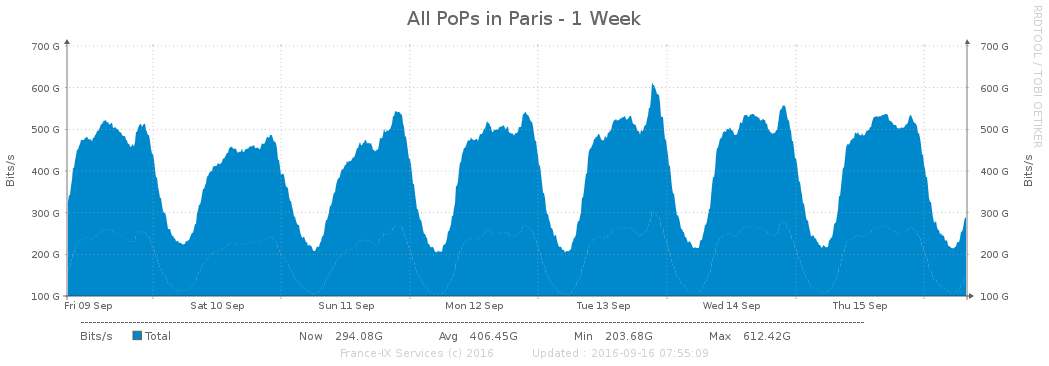 All PoPs in Paris - 1 Week
RRDTOOL / TOBI OETIKER
Bits/s
700 G
600 G
500 G
400 G
300 G
200 G
100 G
700 G
600 G
500 G
400 G
300 G
200 G
100 G
Bits/s
Fri 09 Sep Sat 10 Sep Sun 11 Sep Mon 12 Sep Tue 13 Sep Wed 14 Sep Thu 15 Sep
Bits/s Total Now 294.08G Avg 406.45G Min 203.68G Max 612.42G
France-IX Services (c) 2016 Updated : 2016-09-16 07:55:09